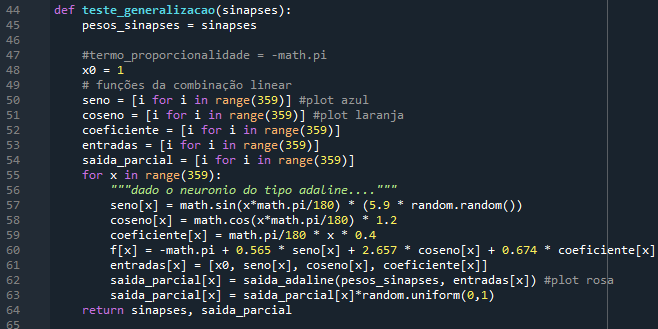 44 def teste_generalizacao(sinapses):
45     pesos_sinapses = sinapses
46
47     #termo_proporcionalidade = -math.pi
48     x0 = 1
49     # funções da combinação linear
50     seno = [i for i in range(359)] #plot azul
51     coseno = [i for i in range(359)] #plot laranja
52     coeficiente = [i for i in range(359)]
53     entradas = [i for i in range(359)]
54     saida_parcial = [i for i in range(359)]
55     for x in range(359):
56         """dado o neuronio do tipo adaline...."""
57         seno[x] = math.sin(x*math.pi/180) * (5.9 * random.random())
58         coseno[x] = math.cos(x*math.pi/180) * 1.2
59         coeficiente[x] = math.pi/180 * x * 0.4
60         f[x] = -math.pi + 0.565 * seno[x] + 2.657 * coseno[x] + 0.674 * coeficiente[x]
61         entradas[x] = [x0, seno[x], coseno[x], coeficiente[x]]
62         saida_parcial[x] = saida_adaline(pesos_sinapses, entradas[x]) #plot rosa
63         saida_parcial[x] = saida_parcial[x]*random.uniform(0,1)
64     return sinapses, saida_parcial
65